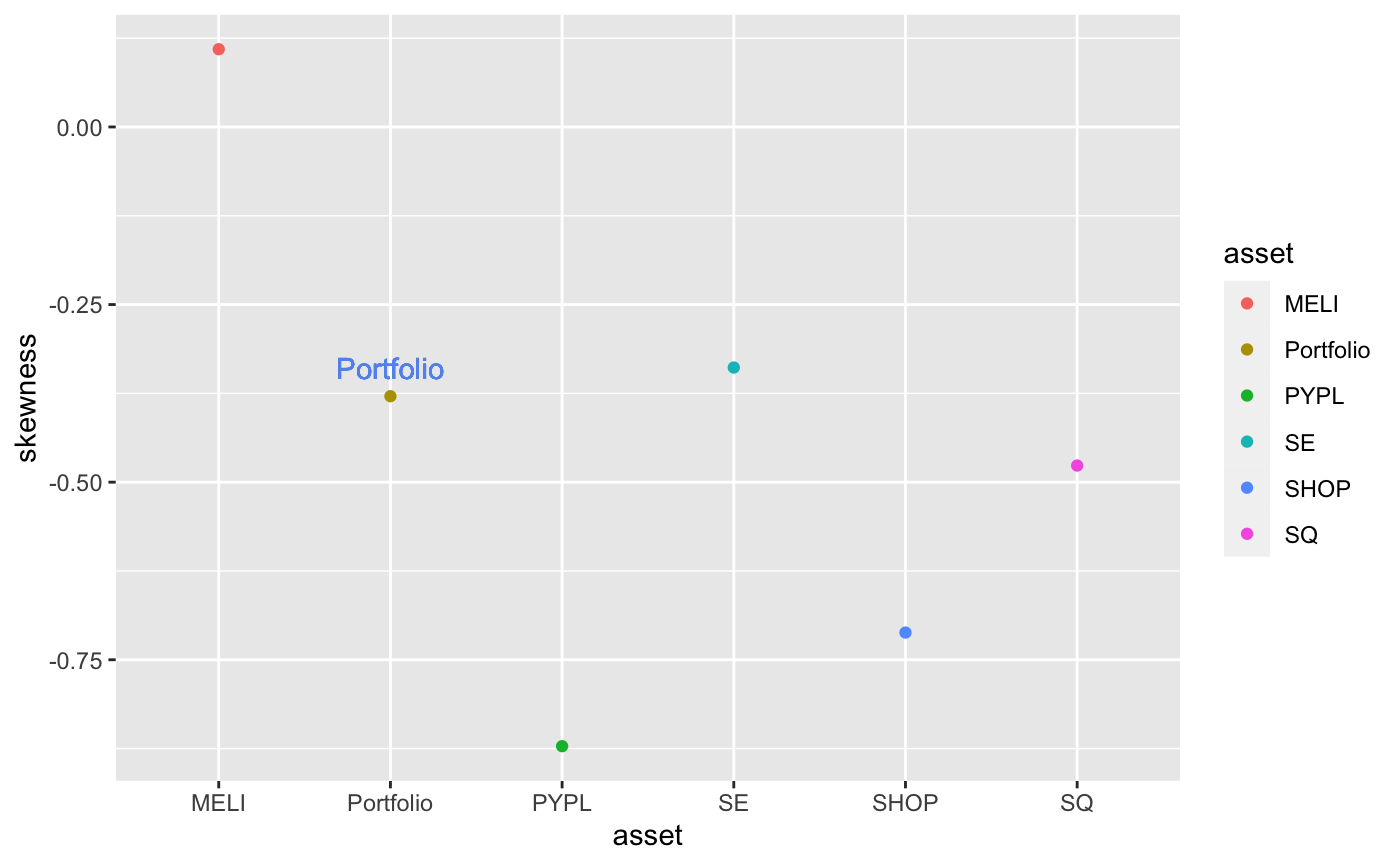 skewness
0.00
-0.25
-0.50
-0.75
Portfolio
MELI Portfolio PYPL SE SHOP SQ
asset
asset
MELI
Portfolio
PYPL
SE
SHOP
SQ